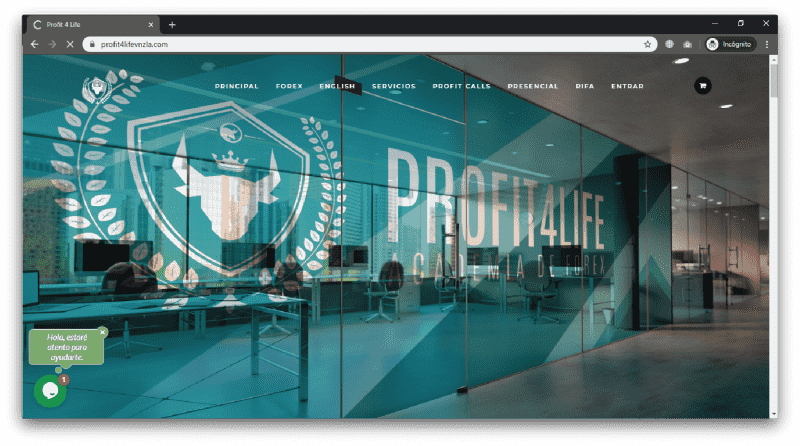 Profit 4 Life
profit4lifevnzla.com
Incógnito
PRINCIPAL FOREX ENGLISH SERVICIOS PROFIT CALLS PRESENCIAL RIFA ENTRAR
PROFIT4LIFE
ACADEMIA DE FOREX
Hola, estaré
atento para
ayudarte.
1